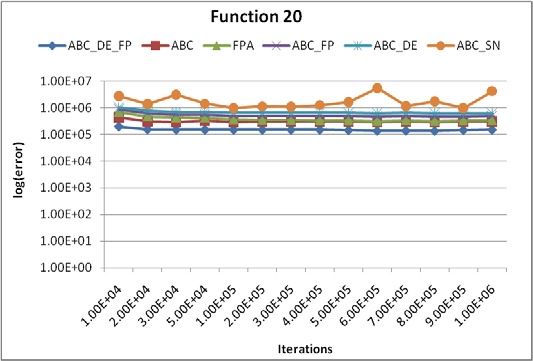 Function 20
ABC_DE_FP ABC FPA ABC_FP ABC_DE ABC_SN
1.00E+07
1.00E+06
1.00E+05
1.00E+04
1.00E+03
1.00E+02
1.00E+01
1.00E+00
log(error)
1.00E+04 2.00E+04 3.00E+04 5.00E+04 1.00E+05 2.00E+05 3.00E+05 4.00E+05 5.00E+05 6.00E+05 7.00E+05 8.00E+05 9.00E+05 1.00E+06
Iterations